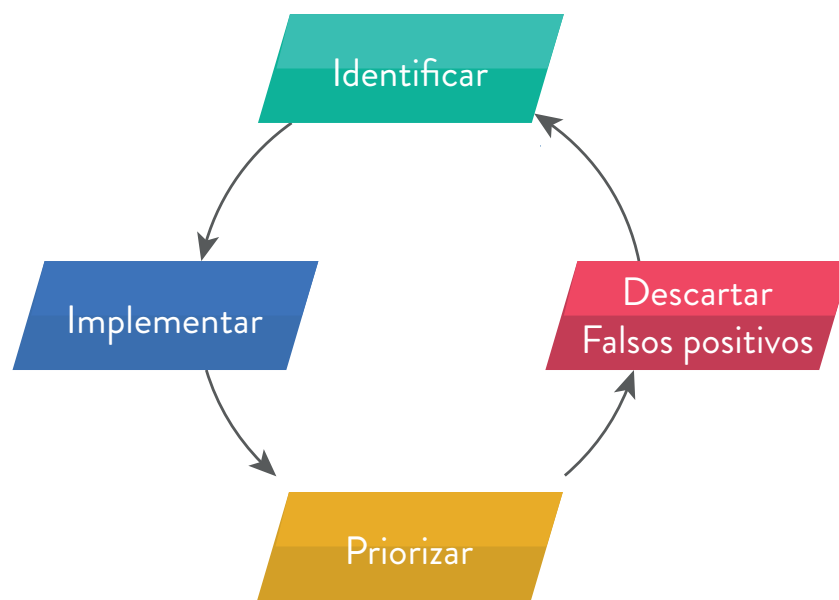 Identificar
Implementar
Descartar
Falsos positivos
Priorizar